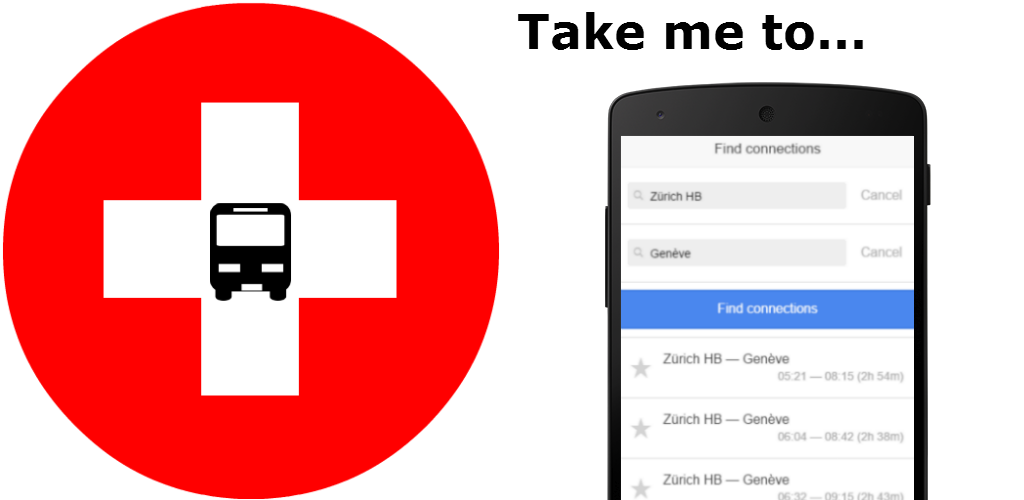 Take me to...
Find connections
Zürich HB Cancel
Genève Cancel
Find connections
Zürich HB — Genève
05:21 — 08:15 (2h 54m)
Zürich HB — Genève
06:04 — 08:42 (2h 38m)
Zürich HB — Genève
06:32 — 09:15 (2h 43m)